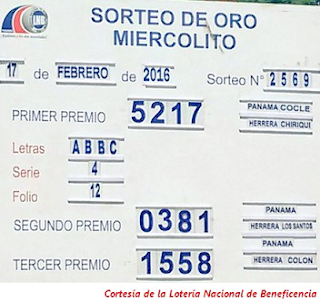 SORTEO DE ORO
MIERCOLITO
17 de FEBRERO de 2016 Sorteo N° 2569
PRIMER PREMIO 5217 PANAMA COCLE
HERRERA CHIRIQUI
Letras ABBC
Serie 4
Folio 12
SEGUNDO PREMIO 0381 PANAMA
HERRERA LOS SANTOS
TERCER PREMIO 1558 PANAMA
HERRERA COLON
Cortesía de la Lotería Nacional de Beneficencia